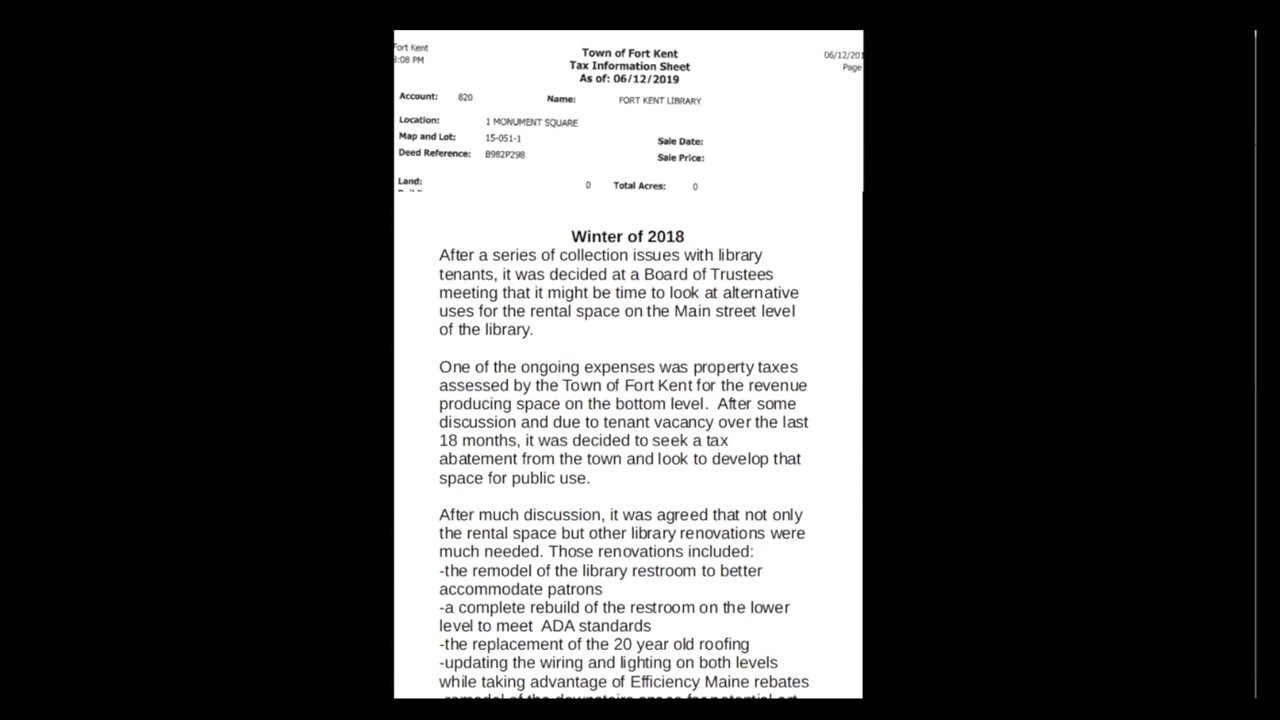 Fort Kent
Town of Fort Kent
06/12/201
8:08 PM
Tax Information Sheet
Page
As of: 06/12/2019
Account: 820 Name: FORT KENT LIBRARY
Location: 1 MONUMENT SQUARE
Map and Lot: 15-051-1 Sale Date:
Deed Reference: B982P298 Sale Price:
Land: 0 Total Acres: 0
Winter of 2018
After a series of collection issues with library
tenants, it was decided at a Board of Trustees
meeting that it might be time to look at alternative
uses for the rental space on the Main street level
of the library.
One of the ongoing expenses was property taxes
assessed by the Town of Fort Kent for the revenue
producing space on the bottom level. After some
discussion and due to tenant vacancy over the last
18 months, it was decided to seek a tax
abatement from the town and look to develop that
space for public use.
After much discussion, it was agreed that not only
the rental space but other library renovations were
much needed. Those renovations included:
-the remodel of the library restroom to better
accommodate patrons
-a complete rebuild of the restroom on the lower
level to meet ADA standards
-the replacement of the 20 year old roofing
-updating the wiring and lighting on both levels
while taking advantage of Efficiency Maine rebates
-remodel of the downstairs space for potential art